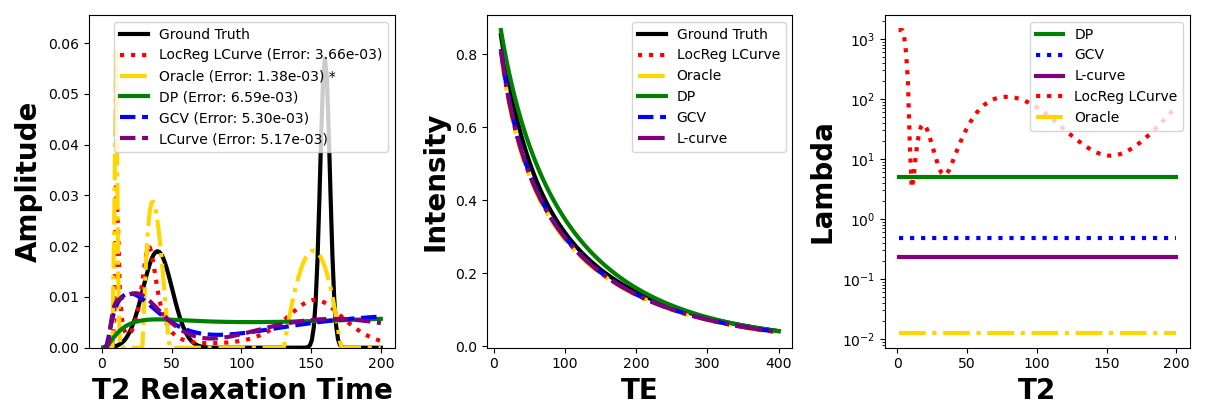 Amplitude
0.00
0.01
0.02
0.03
0.04
0.05
0.06
Ground Truth
LocReg LCurve (Error: 3.66e-03)
Oracle (Error: 1.38e-03) *
DP (Error: 6.59e-03)
GCV (Error: 5.30e-03)
LCurve (Error: 5.17e-03)
0
50
100
150
200
T2 Relaxation Time
Intensity
0.0
0.2
0.4
0.6
0.8
Ground Truth
LocReg LCurve
Oracle
DP
GCV
L-curve
0
100
200
300
400
TE
Lambda
10⁻²
10⁻¹
10⁰
10¹
10²
10³
DP
GCV
L-curve
LocReg LCurve
Oracle
0
50
100
150
200
T2